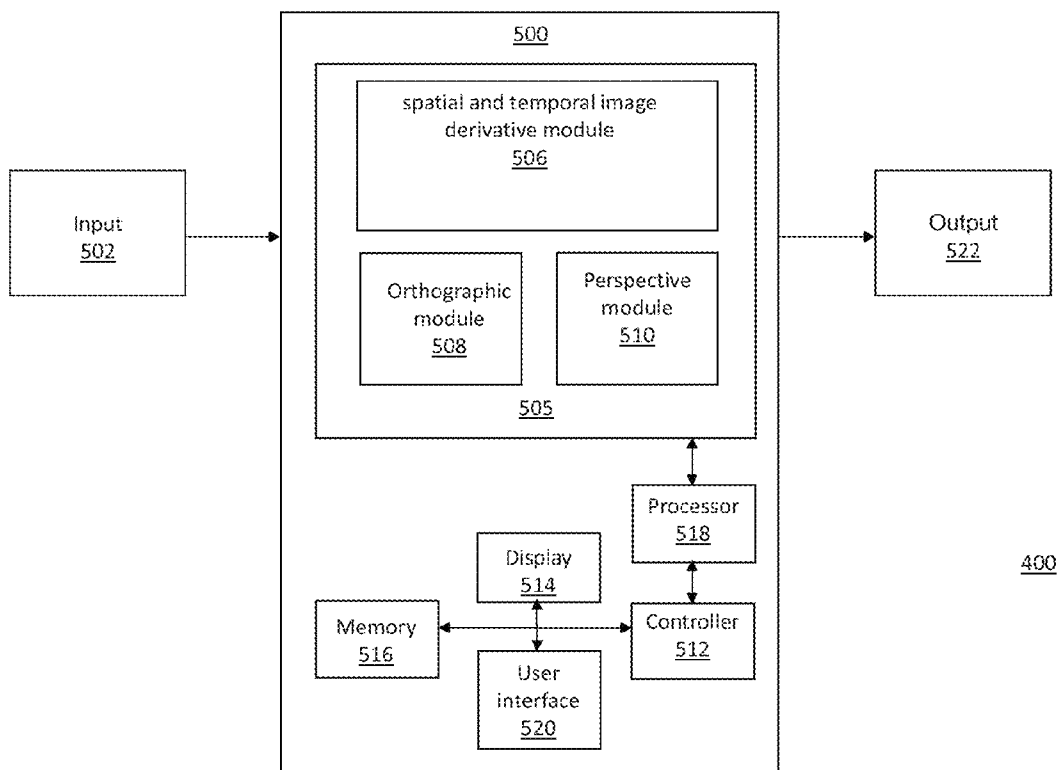 500
spatial and temporal image
derivative module
506
Input
502
Output
522
Orthographic
module
508
Perspective
module
510
505
Processor
518
Display
514
400
Memory
516
Controller
512
User
interface
520